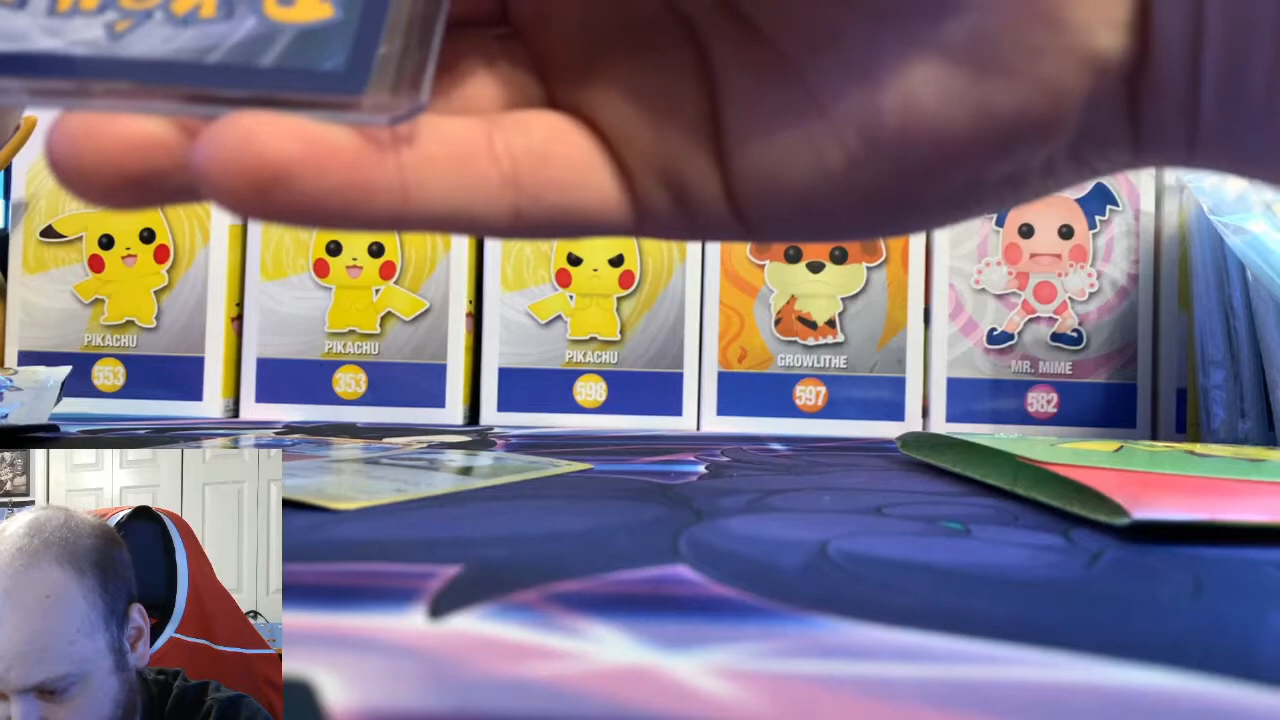 PIKACHU
553
PIKACHU
353
PIKACHU
598
GROWLITHE
597
MR. MIME
582